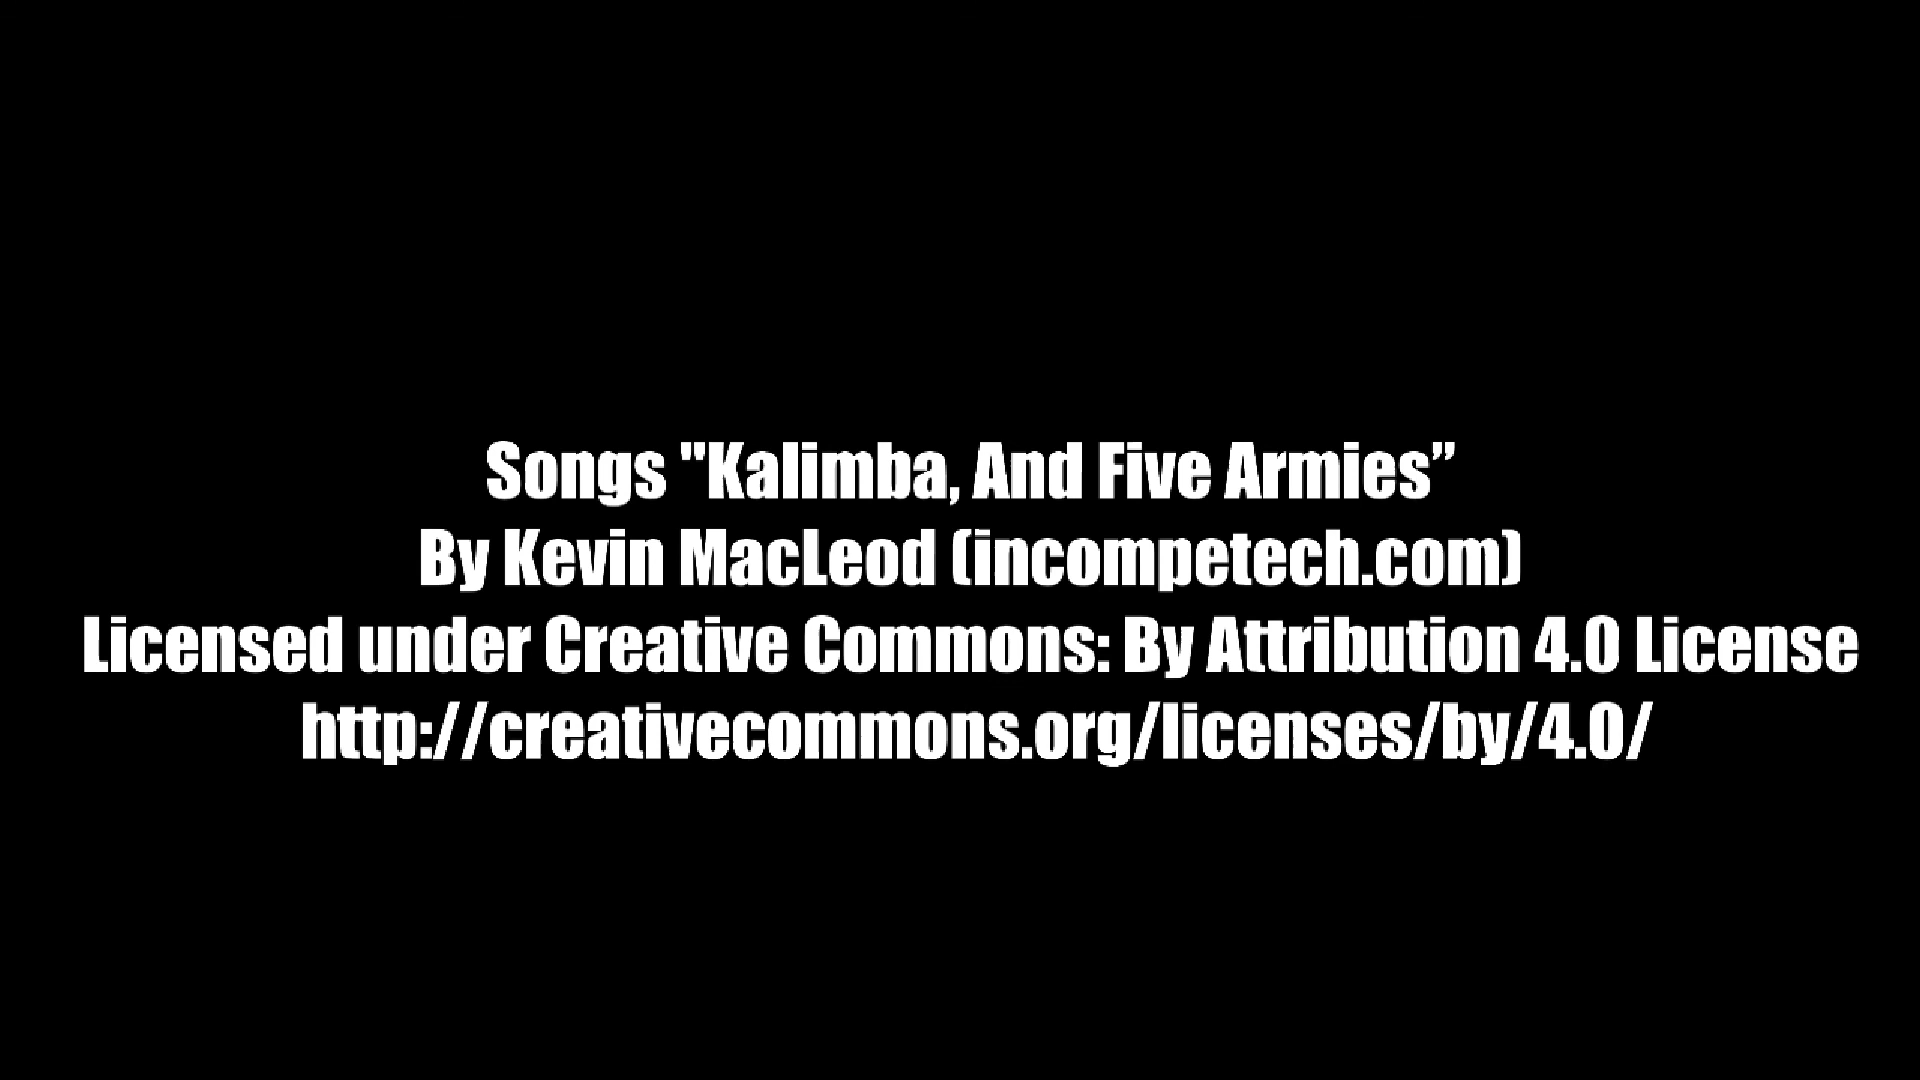 Songs "Kalimba, And Five Armies”
By Kevin MacLeod (incompetech.com)
Licensed under Creative Commons: By Attribution 4.0 License
http://creativecommons.org/licenses/by/4.0/